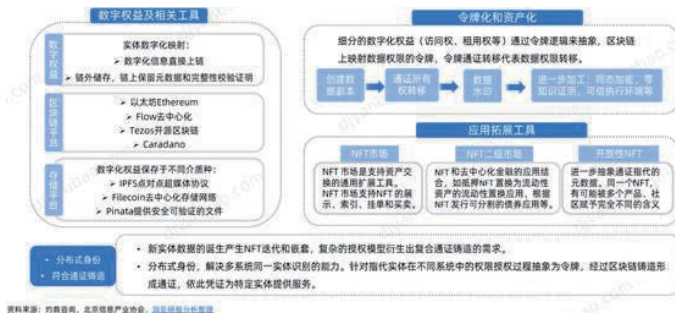 数字权益及相关工具
数字权益
实体数字化映射:
➢ 数字化信息直接上链
➢ 链外储存，链上保留元数据和完整性校验证明
区块链平台
➢ 以太坊Ethereum
➢ Flow去中心化
➢ Tezos开源区块链
➢ Caradano
存储平台
数字化权益保存于不同介质种:
➢ IPFS点对点超媒体协议
➢ Filecoin去中心化存储网络
➢ Pinata提供安全可验证的文件
令牌化和资产化
细分的数字化权益（访问权、租用权等）通过令牌逻辑来抽象，区块链
上映射数据权限的令牌，令牌通证转移代表数据权限转移。
创建数
据副本
通证所有
权转移
数据
水印
进一步加工：同态加密、零
知识证明、可信执行环境等
应用拓展工具
NFT市场
NFT市场是支持资产交
换的通用扩展工具。
NFT市场支持NFT的展
示、索引、挂单和买卖。
NFT二级市场
NFT和去中心化金融的应用结
合，如抵押NFT置换为流动性
资产的流动性置换应用、根据
NFT发行可分割的债券应用等。
开放性NFT
进一步抽象通证指代的
元数据。同一个NFT，
有可能被多个产品、社
区赋予完全不同的含义
• 分布式身份
• 符合通证铸造
• 新实体数据的诞生产生NFT迭代和嵌套，复杂的授权模型衍生出复合通证铸造的需求。
• 分布式身份，解决多系统同一实体识别的能力。针对指代实体在不同系统中的权限授权过程抽象为令牌，经过区块链铸造形
成通证，依此凭证为特定实体提供服务。
资料来源：灼鼎咨询、北京信息产业协会、